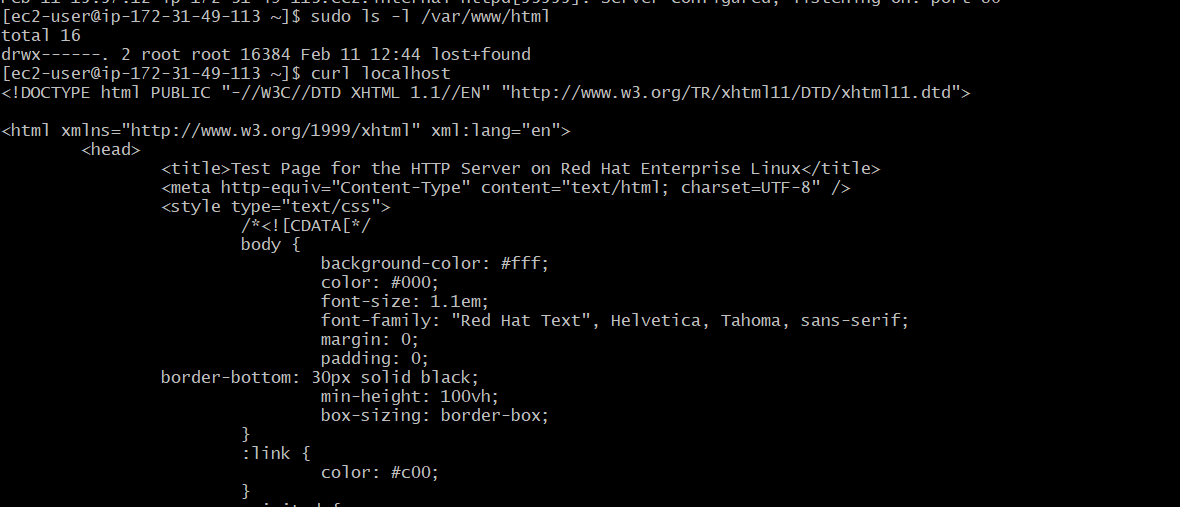 [ec2-user@ip-172-31-49-113 ~]$ sudo ls -l /var/www/html
total 16
drwx------. 2 root root 16384 Feb 11 12:44 lost+found
[ec2-user@ip-172-31-49-113 ~]$ curl localhost
<!DOCTYPE html PUBLIC "-//W3C//DTD XHTML 1.1//EN" "http://www.w3.org/TR/xhtml11/DTD/xhtml11.dtd">
<html xmlns="http://www.w3.org/1999/xhtml" xml:lang="en">
<head>
<title>Test Page for the HTTP Server on Red Hat Enterprise Linux</title>
<meta http-equiv="Content-Type" content="text/html; charset=UTF-8" />
<style type="text/css">
/*<![CDATA[*/
body {
background-color: #fff;
color: #000;
font-size: 1.1em;
font-family: "Red Hat Text", Helvetica, Tahoma, sans-serif;
margin: 0;
padding: 0;
border-bottom: 30px solid black;
min-height: 100vh;
box-sizing: border-box;
}
:link {
color: #c00;
}